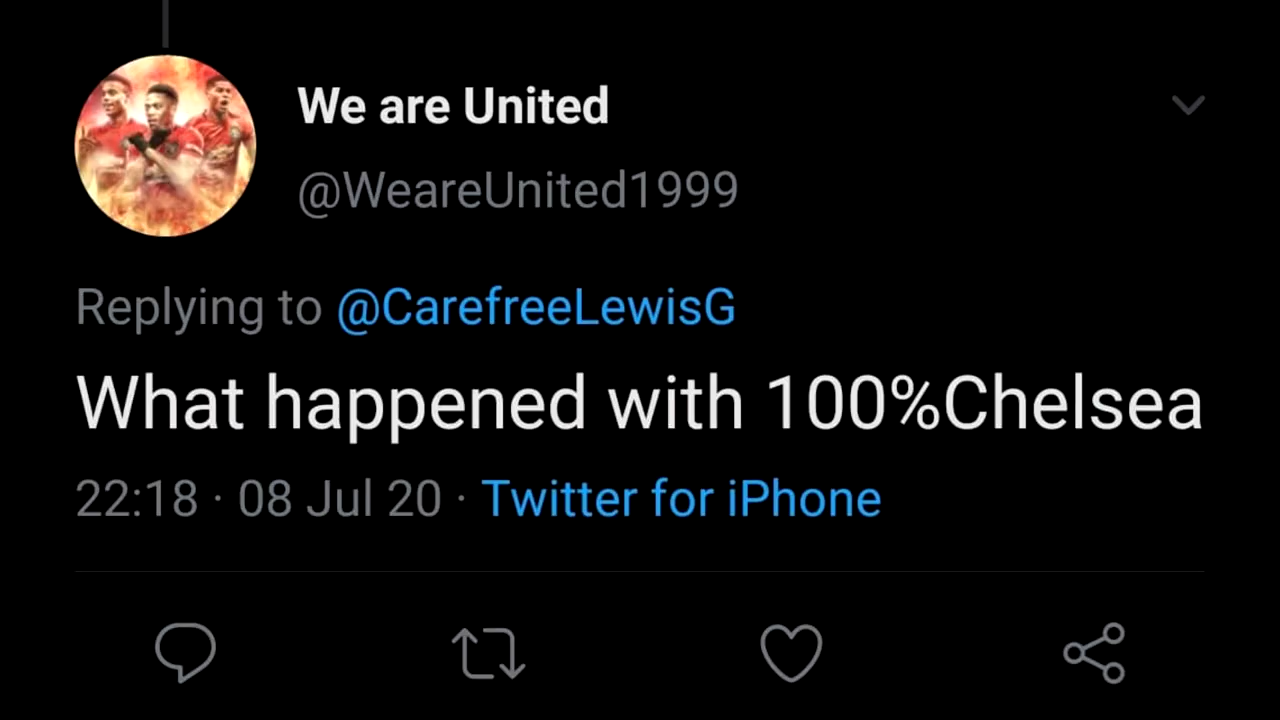 We are United
@WeareUnited1999
Replying to @CarefreeLewisG
What happened with 100%Chelsea
22:18 · 08 Jul 20 · Twitter for iPhone